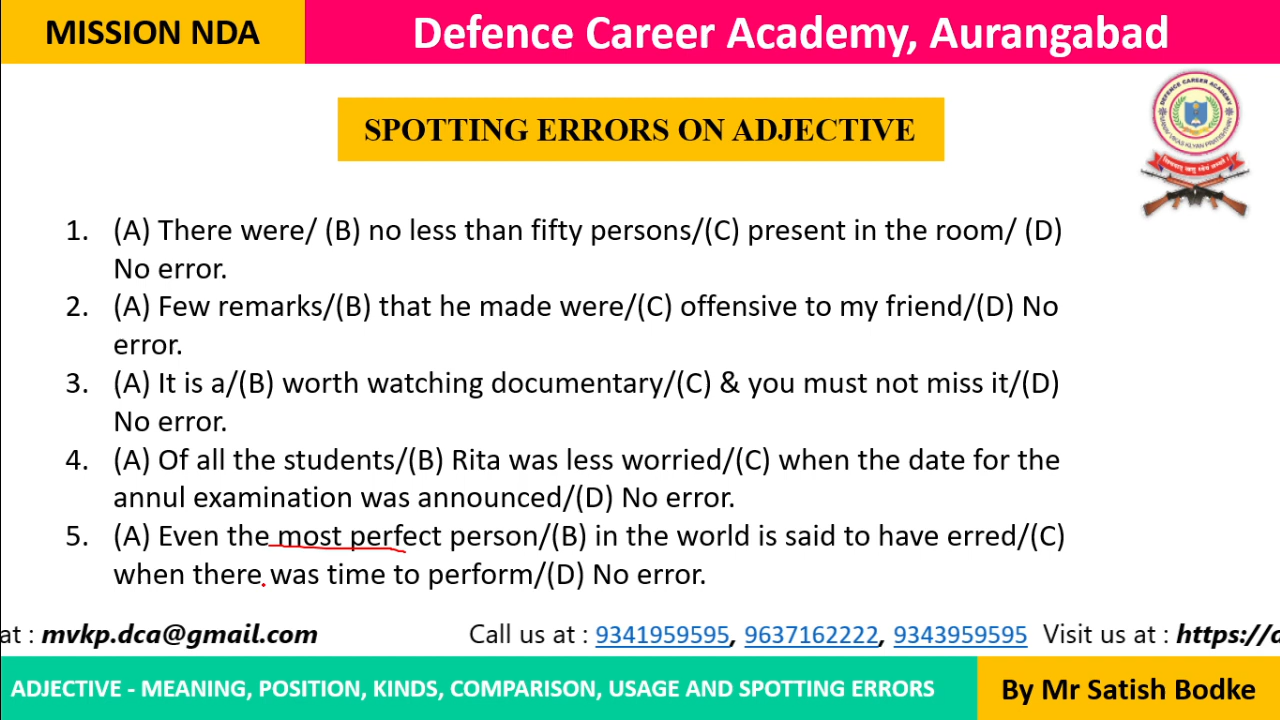 MISSION NDA
Defence Career Academy, Aurangabad
SPOTTING ERRORS ON ADJECTIVE
1. (A) There were/ (B) no less than fifty persons/(C) present in the room/ (D)
No error.
2. (A) Few remarks/(B) that he made were/(C) offensive to my friend/(D) No
error.
3. (A) It is a/(B) worth watching documentary/(C) & you must not miss it/(D)
No error.
4. (A) Of all the students/(B) Rita was less worried/(C) when the date for the
annul examination was announced/(D) No error.
5. (A) Even the most perfect person/(B) in the world is said to have erred/(C)
when there was time to perform/(D) No error.
at : mvkp.dca@gmail.com Call us at : 9341959595, 9637162222, 9343959595 Visit us at : https://
ADJECTIVE - MEANING, POSITION, KINDS, COMPARISON, USAGE AND SPOTTING ERRORS
By Mr Satish Bodke